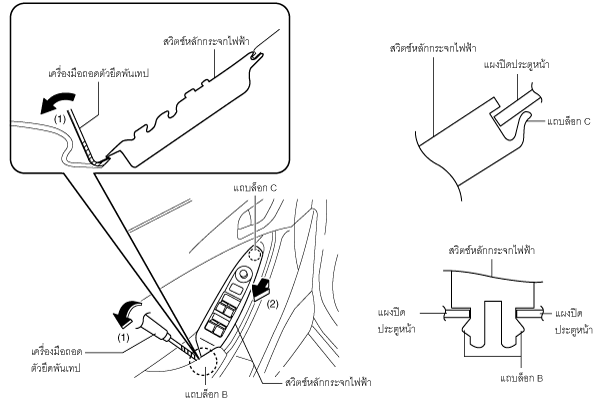 สวิตช์หลักกระจกไฟฟ้า
เครื่องมือถอดตัวยึดพันเทป
(1)
สวิตช์หลักกระจกไฟฟ้า
แผงปิดประตูหน้า
แถบล็อก C
แถบล็อก C
(2)
(1)
เครื่องมือถอด
ตัวยึดพันเทป
สวิตช์หลักกระจกไฟฟ้า
แถบล็อก B
สวิตช์หลักกระจกไฟฟ้า
แผงปิด
ประตูหน้า
แผงปิด
ประตูหน้า
แถบล็อก B